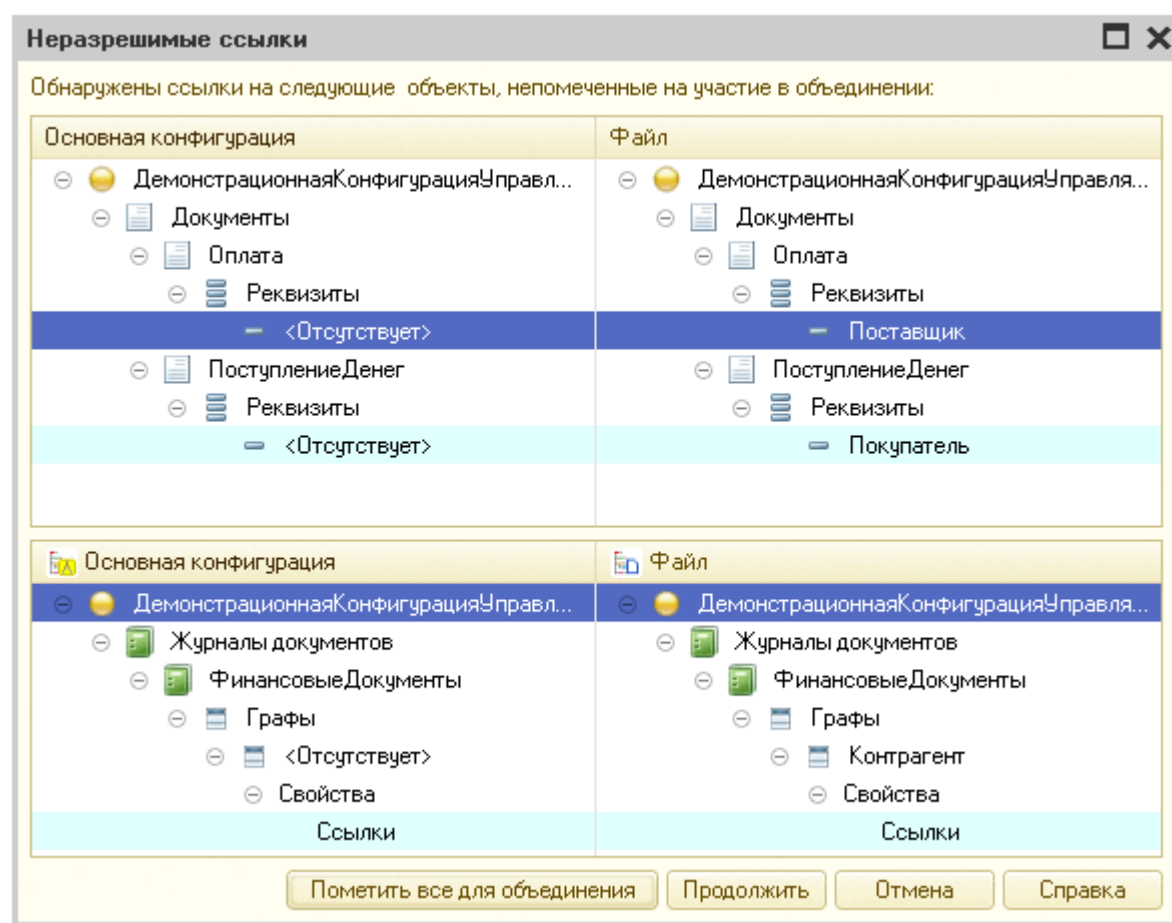 Неразрешимые ссылки
Обнаружены ссылки на следующие объекты, непомеченные на участие в объединении:
Основная конфигурация Файл
ДемонстрационнаяКонфигурацияУправл... ДемонстрационнаяКонфигурацияУправля...
Документы Документы
Оплата Оплата
Реквизиты Реквизиты
<Отсутствует> Поставщик
ПоступлениеДенег ПоступлениеДенег
Реквизиты Реквизиты
<Отсутствует> Покупатель
Основная конфигурация Файл
ДемонстрационнаяКонфигурацияУправл... ДемонстрационнаяКонфигурацияУправля...
Журналы документов Журналы документов
ФинансовыеДокументы ФинансовыеДокументы
Графы Графы
<Отсутствует> Контрагент
Свойства Свойства
Ссылки Ссылки
Пометить все для объединения Продолжить Отмена Справка